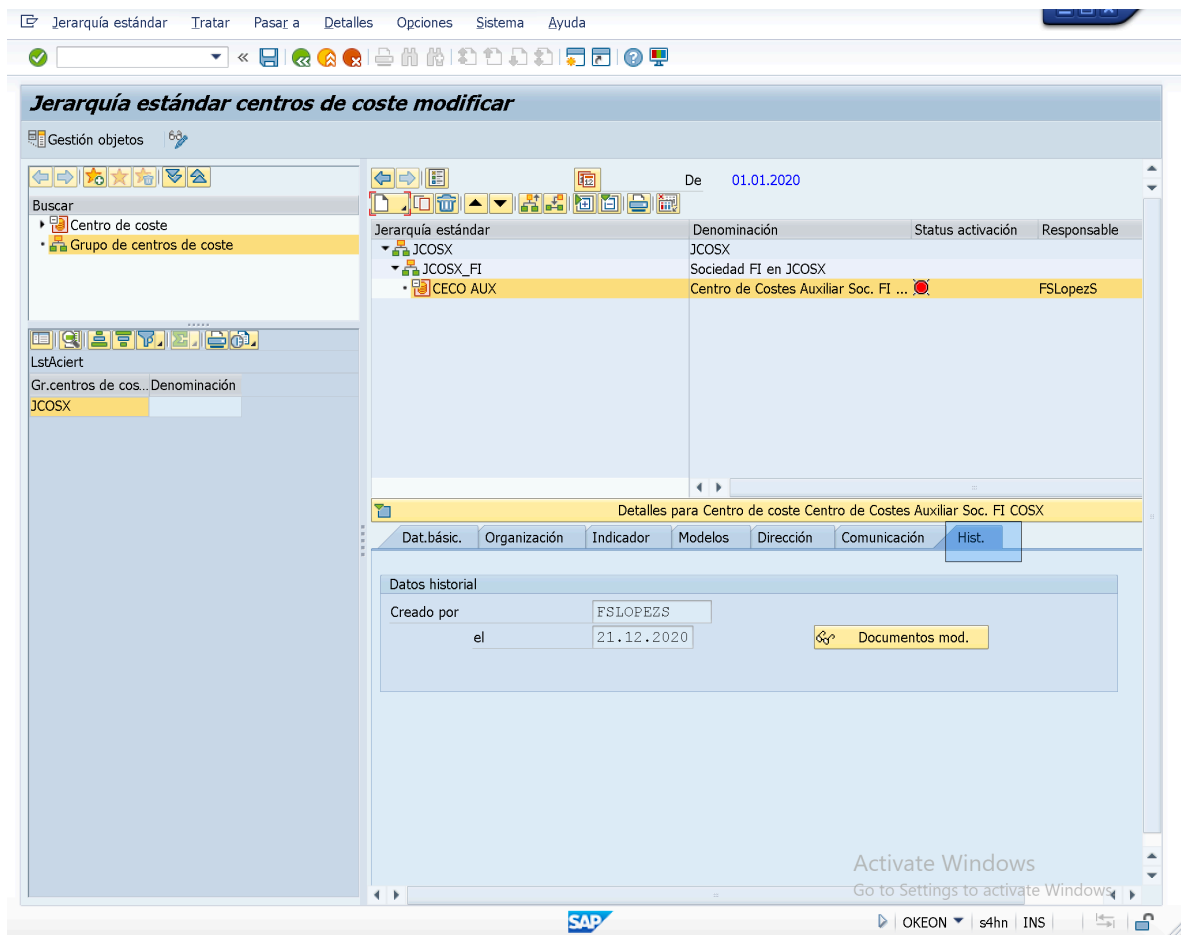 Jerarquía estándar Tratar Pasar a Detalles Opciones Sistema Ayuda
Jerarquía estándar centros de coste modificar
Gestión objetos
De 01.01.2020
Buscar
Centro de coste
Grupo de centros de coste
Jerarquía estándar Denominación Status activación Responsable
JCOSX JCOSX
JCOSX_FI Sociedad FI en JCOSX
CECO AUX Centro de Costes Auxiliar Soc. FI ... FSLopezS
LstAciert
Gr.centros de cos... Denominación
JCOSX
Detalles para Centro de coste Centro de Costes Auxiliar Soc. FI COSX
Dat.básic. Organización Indicador Modelos Dirección Comunicación Hist.
Datos historial
Creado por FSLOPEZS
el 21.12.2020 Documentos mod.
Activate Windows
Go to Settings to activate Windows.
SAP OKEON s4hn INS